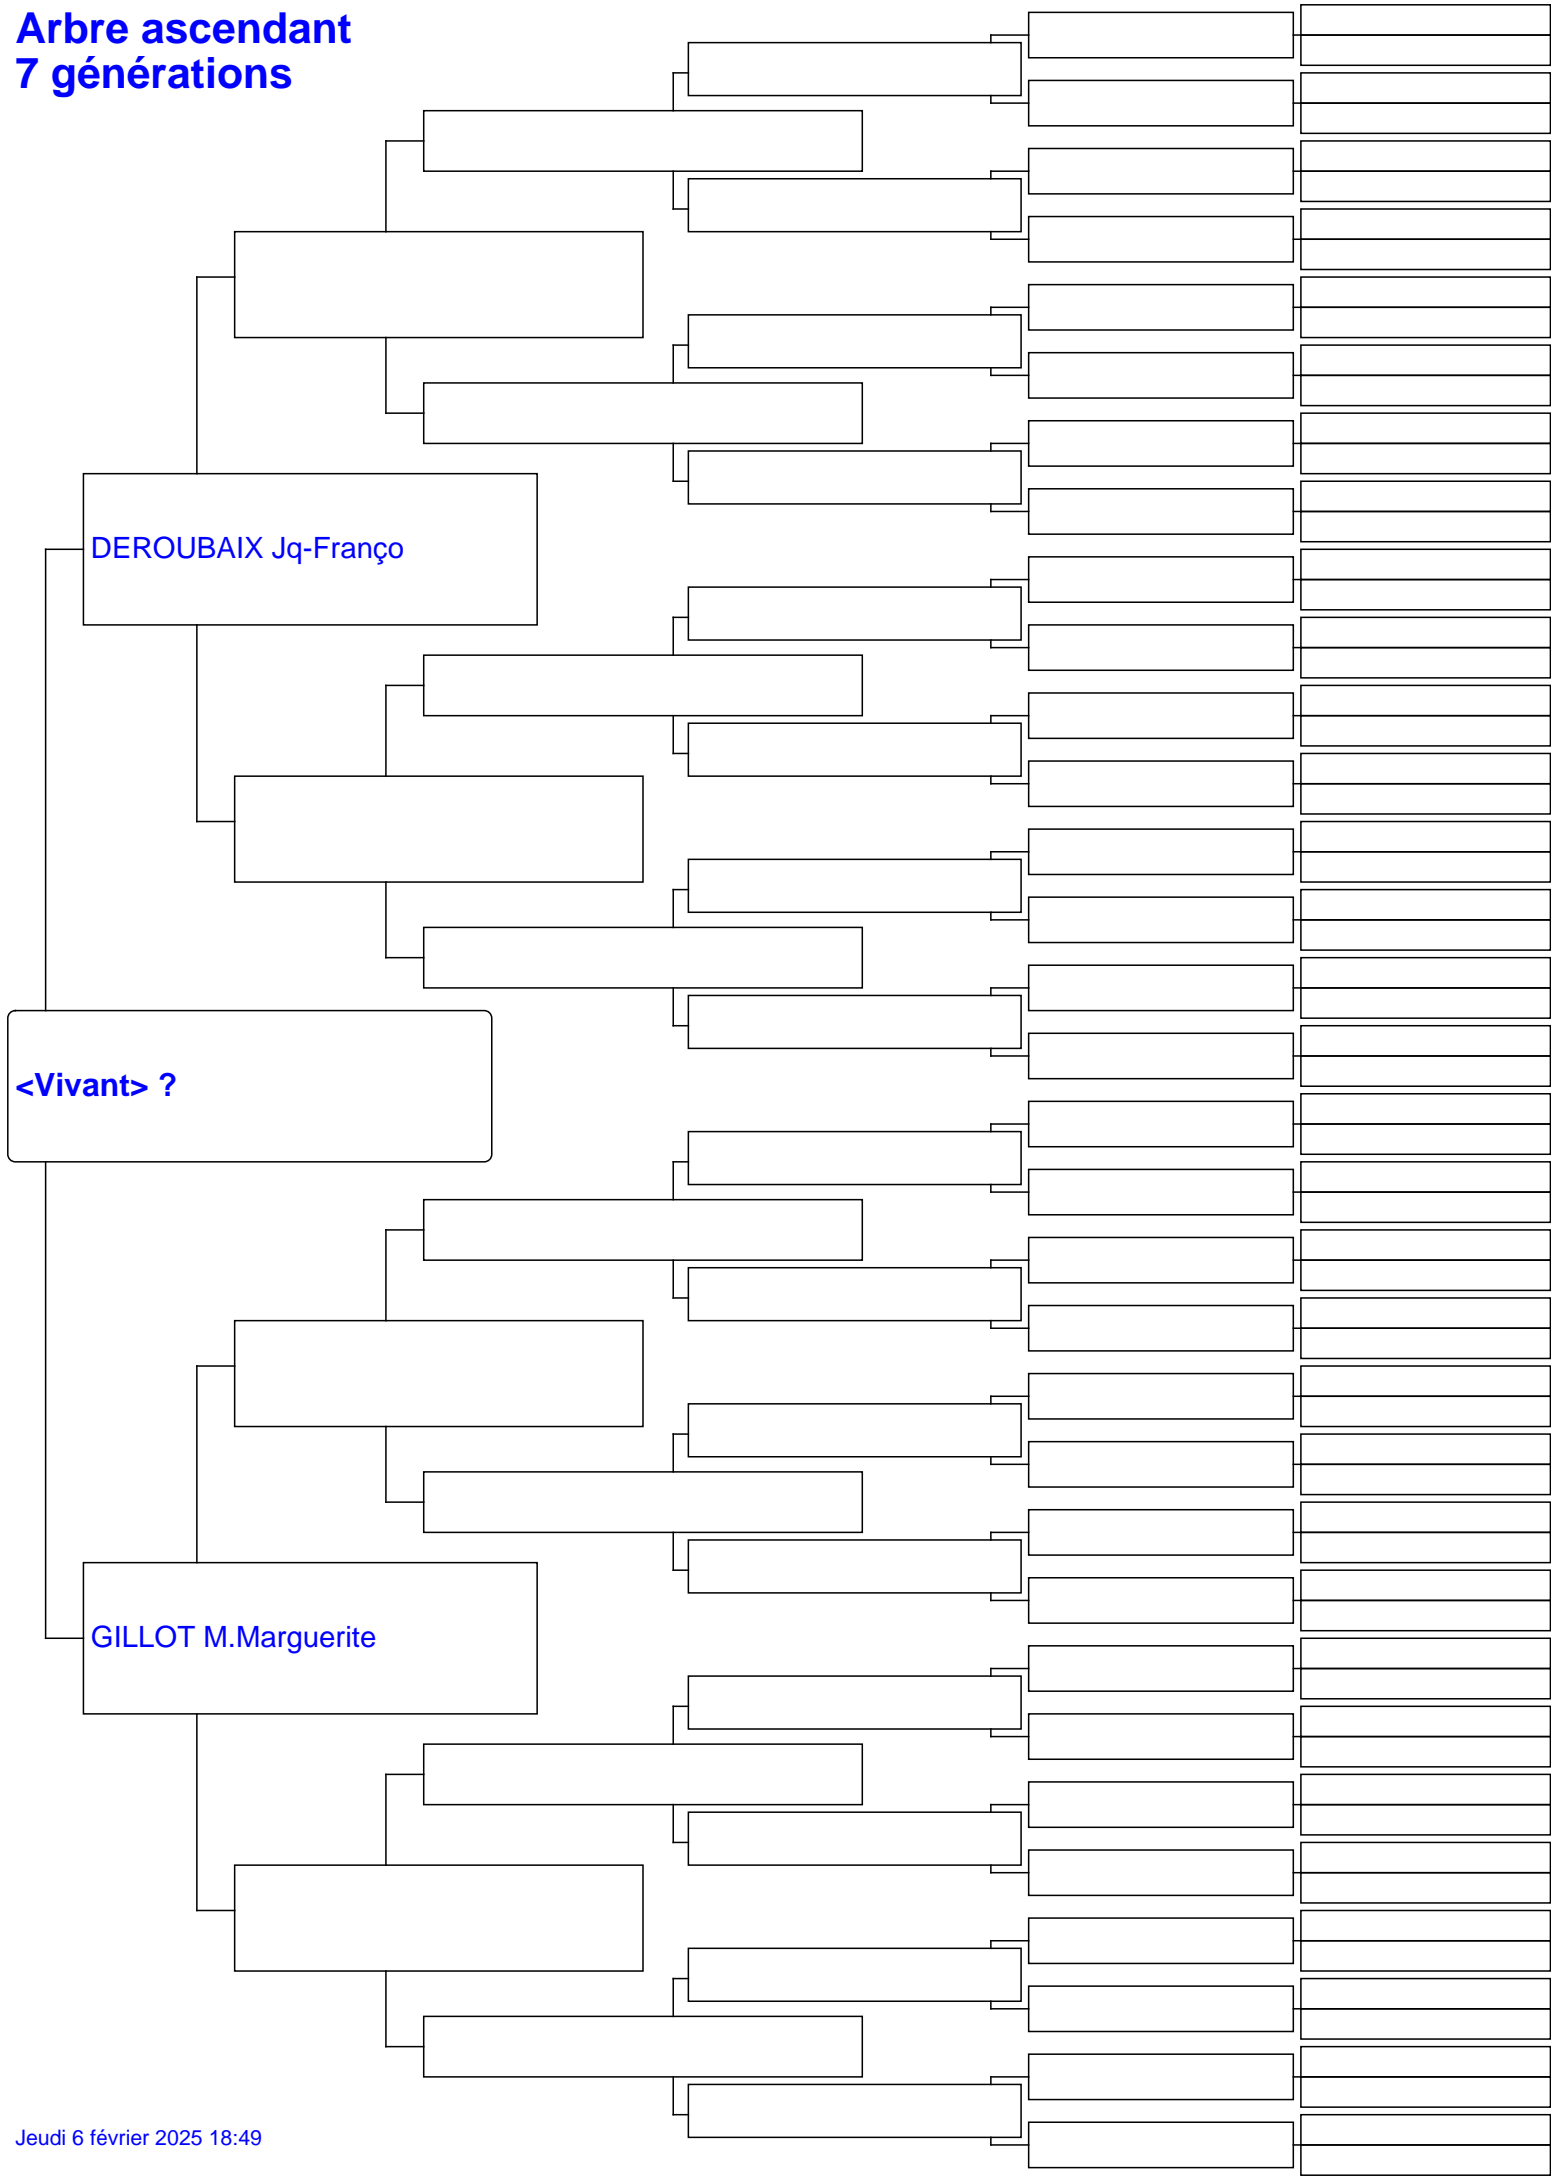 Arbre ascendant
7 générations
DEROUBAIX Jq-Franço
<Vivant> ?
GILLOT M.Marguerite
Jeudi 6 février 2025 18:49